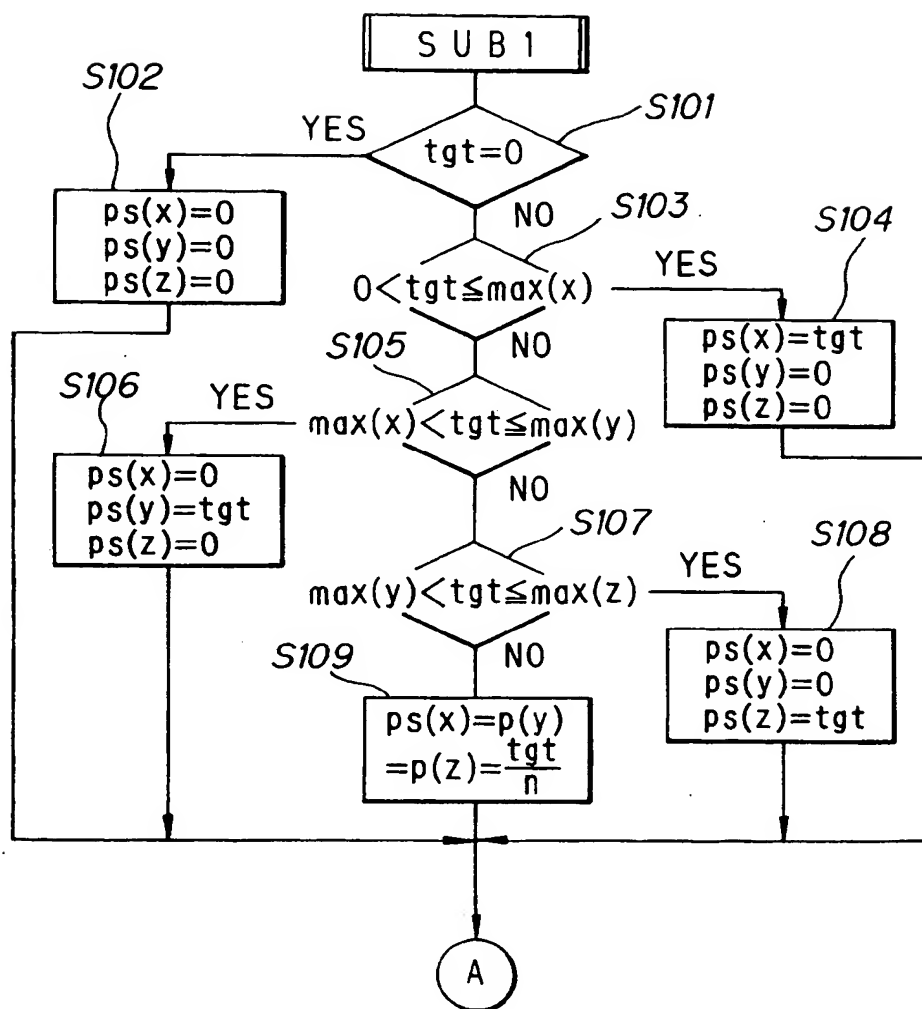 SUB1
S102
S101
YES
tgt=0
ps(x)=0
ps(y)=0
ps(z)=0
NO
S103
S104
0<tgt≦max(x)
YES
ps(x)=tgt
ps(y)=0
ps(z)=0
S105
NO
S106
YES
max(x)<tgt≦max(y)
ps(x)=0
ps(y)=tgt
ps(z)=0
NO
S107
S108
max(y)<tgt≦max(z)
YES
ps(x)=0
ps(y)=0
ps(z)=tgt
S109
NO
ps(x)=p(y)
=p(z)=tgt/n
A